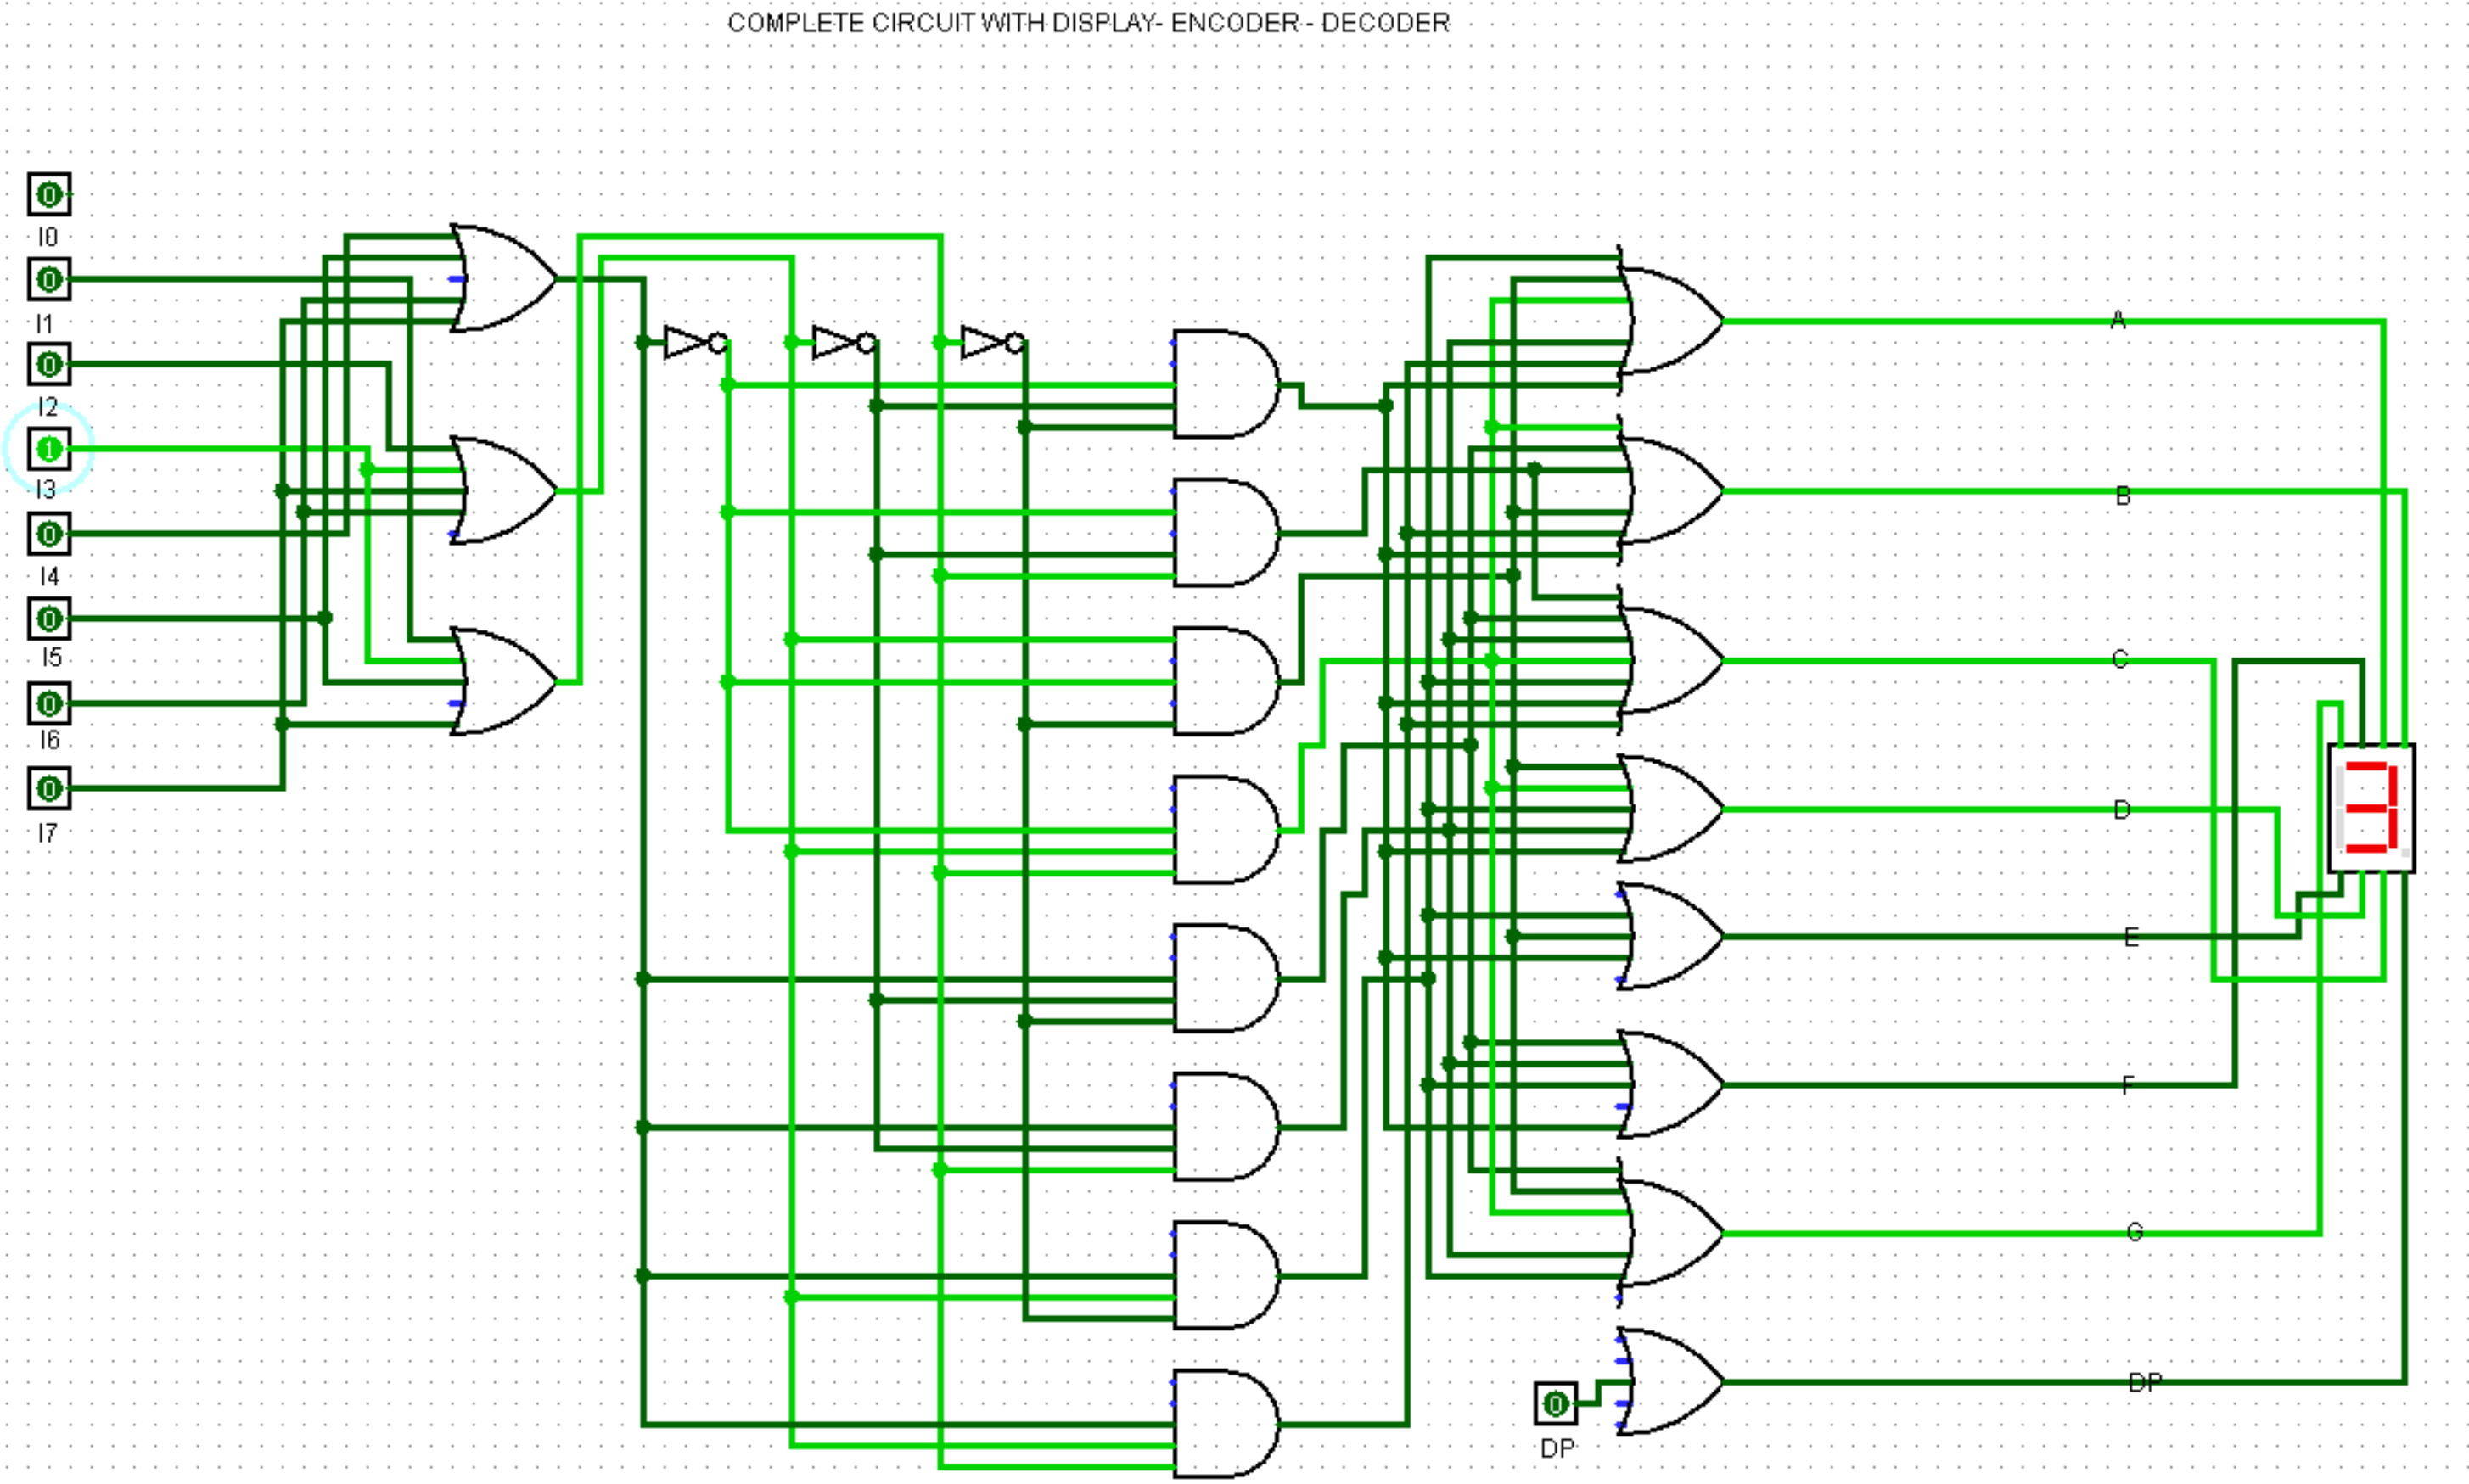 COMPLETE CIRCUIT WITH DISPLAY- ENCODER - DECODER
0
I0
0
I1
0
I2
1
I3
0
I4
0
I5
0
I6
0
I7
A
B
C
D
E
F
G
DP
0
DP